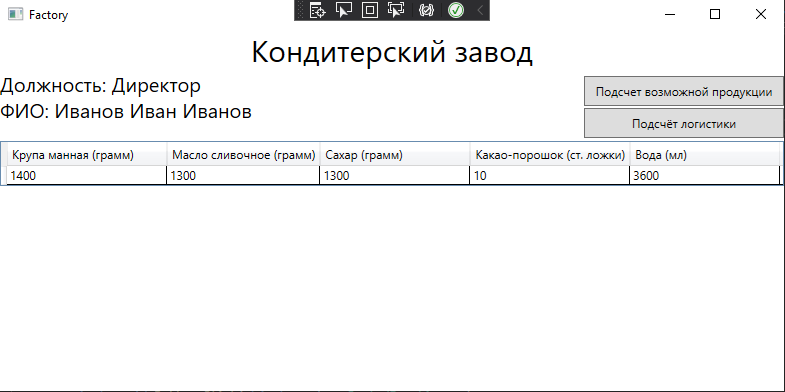 Factory
Кондитерский завод
Должность: Директор
ФИО: Иванов Иван Иванов
Подсчет возможной продукции
Подсчёт логистики
Крупа манная (грамм) Масло сливочное (грамм) Сахар (грамм) Какао-порошок (ст. ложки) Вода (мл)
1400 1300 1300 10 3600